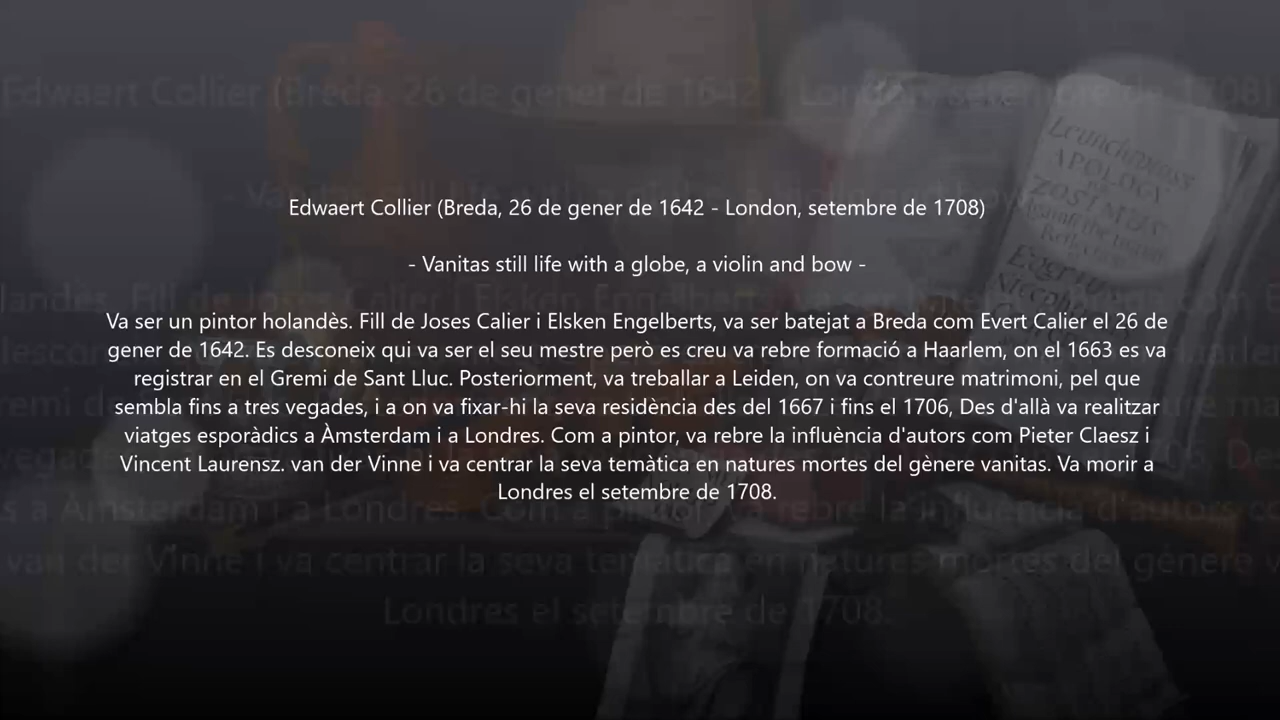 Edwaert Collier (Breda, 26 de gener de 1642 - London, setembre de 1708)
- Vanitas still life with a globe, a violin and bow -
Va ser un pintor holandès. Fill de Joses Calier i Elsken Engelberts, va ser batejat a Breda com Evert Calier el 26 de
gener de 1642. Es desconeix qui va ser el seu mestre però es creu va rebre formació a Haarlem, on el 1663 es va
registrar en el Gremi de Sant Lluc. Posteriorment, va treballar a Leiden, on va contreure matrimoni, pel que
sembla fins a tres vegades, i a on va fixar-hi la seva residència des del 1667 i fins el 1706, Des d'allà va realitzar
viatges esporàdics a Àmsterdam i a Londres. Com a pintor, va rebre la influència d'autors com Pieter Claesz i
Vincent Laurensz. van der Vinne i va centrar la seva temàtica en natures mortes del gènere vanitas. Va morir a
Londres el setembre de 1708.
APOLOGY